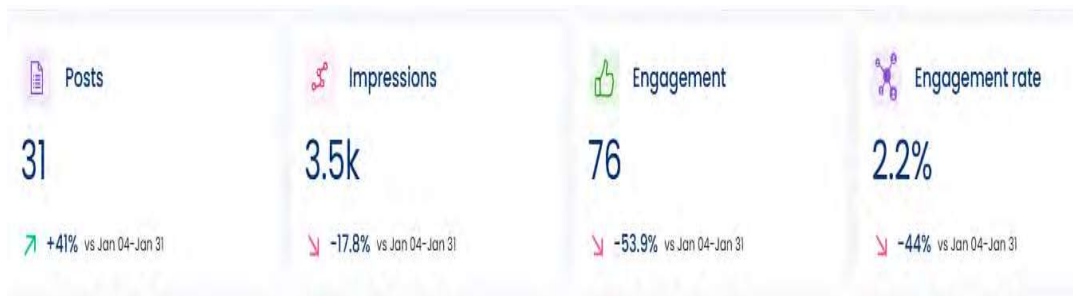 Posts
31
+41% vs Jan 04-Jan 31
Impressions
3.5k
-17.8% vs Jan 04-Jan 31
Engagement
76
-53.9% vs Jan 04-Jan 31
Engagement rate
2.2%
-44% vs Jan 04-Jan 31